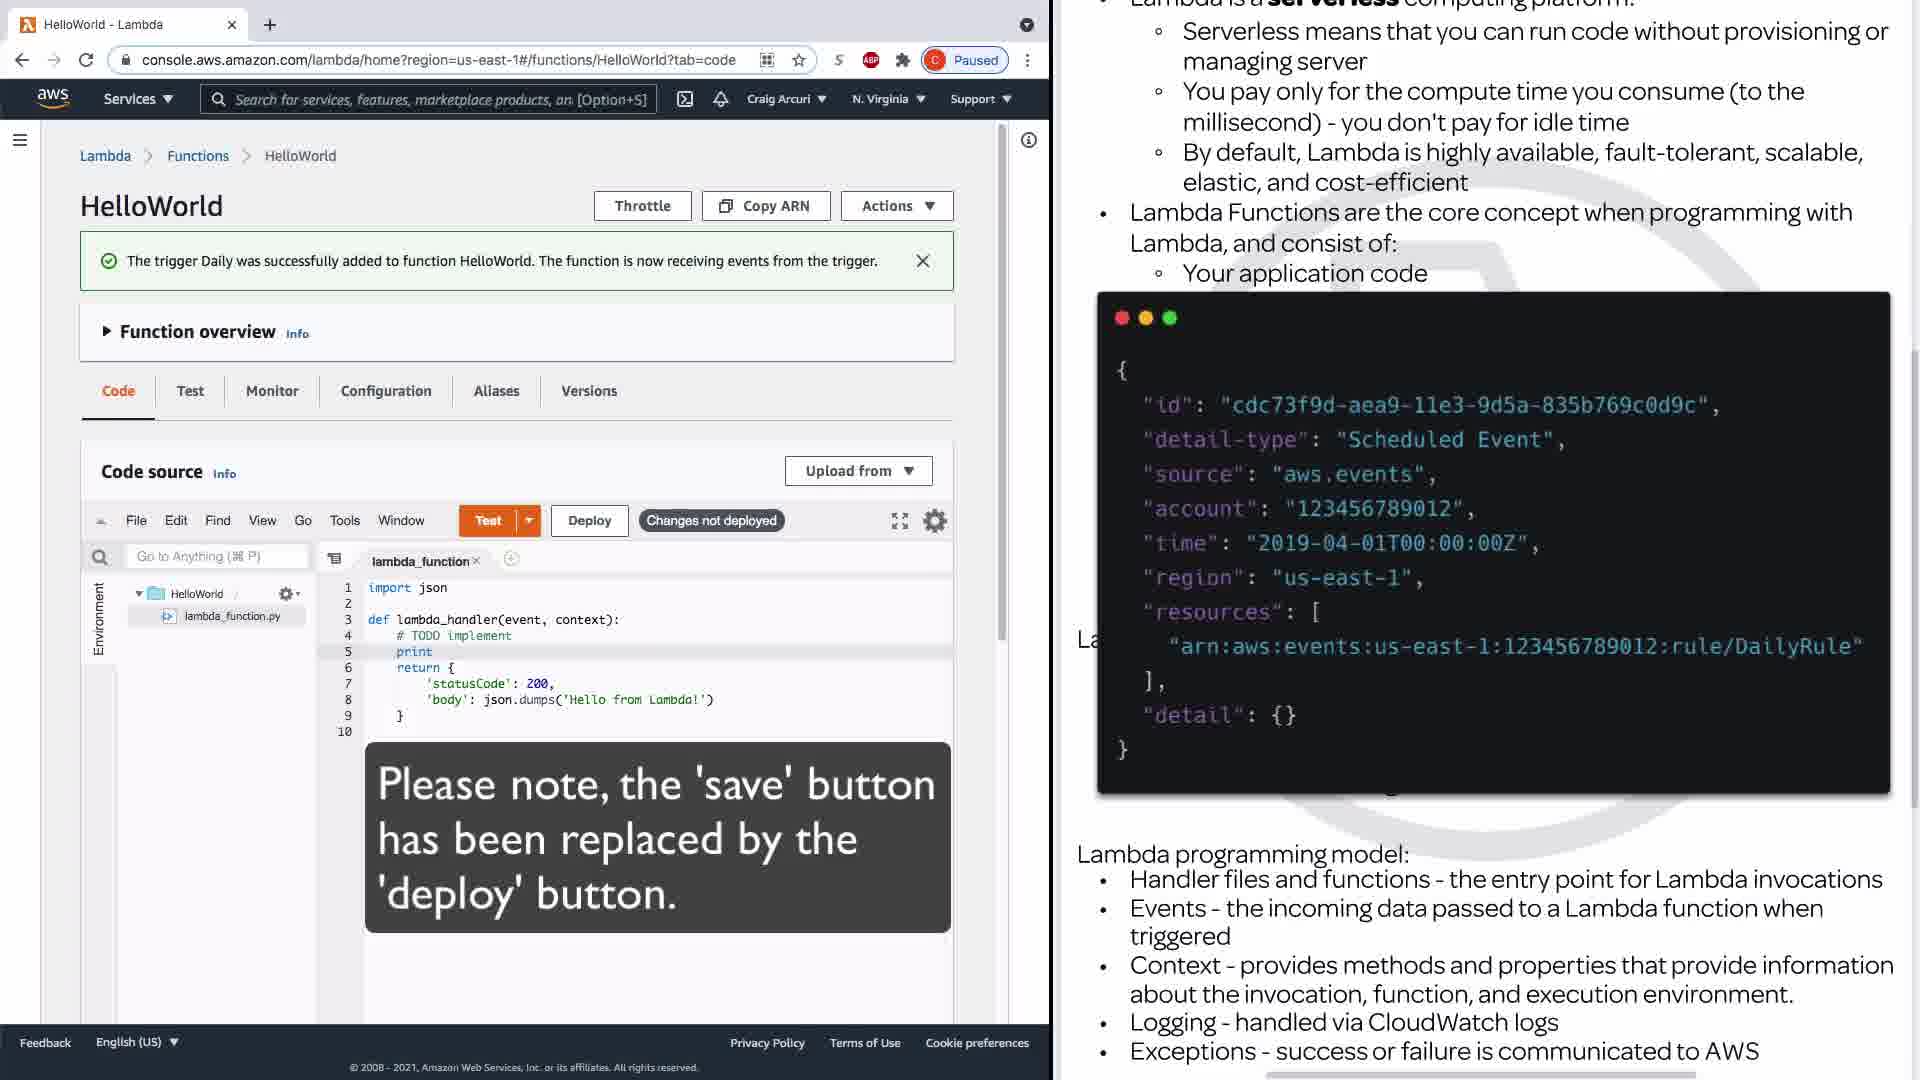 HelloWorld - Lambda
console.aws.amazon.com/lambda/home?region=us-east-1#/functions/HelloWorld?tab=code
ABP
C Paused
aws
Services
Search for services, features, marketplace products, an [Option+S]
Craig Arcuri
N. Virginia
Support
Lambda
Functions
HelloWorld
HelloWorld
Throttle
Copy ARN
Actions
The trigger Daily was successfully added to function HelloWorld. The function is now receiving events from the trigger.
Function overview Info
Code
Test
Monitor
Configuration
Aliases
Versions
Code source Info
Upload from
File Edit Find View Go Tools Window
Test
Deploy
Changes not deployed
Go to Anything (⌘ P)
lambda_function
Environment
HelloWorld /
lambda_function.py
1 import json
2
3 def lambda_handler(event, context):
4 # TODO implement
5 print
6 return {
7 'statusCode': 200,
8 'body': json.dumps('Hello from Lambda!')
9 }
10
Please note, the 'save' button
has been replaced by the
'deploy' button.
Feedback
English (US)
Privacy Policy
Terms of Use
Cookie preferences
© 2008 - 2021, Amazon Web Services, Inc. or its affiliates. All rights reserved.
• Lambda is a serverless computing platform.
◦ Serverless means that you can run code without provisioning or
managing server
◦ You pay only for the compute time you consume (to the
millisecond) - you don't pay for idle time
◦ By default, Lambda is highly available, fault-tolerant, scalable,
elastic, and cost-efficient
• Lambda Functions are the core concept when programming with
Lambda, and consist of:
◦ Your application code
{
"id": "cdc73f9d-aea9-11e3-9d5a-835b769c0d9c",
"detail-type": "Scheduled Event",
"source": "aws.events",
"account": "123456789012",
"time": "2019-04-01T00:00:00Z",
"region": "us-east-1",
"resources": [
"arn:aws:events:us-east-1:123456789012:rule/DailyRule"
],
"detail": {}
}
La
Lambda programming model:
• Handler files and functions - the entry point for Lambda invocations
• Events - the incoming data passed to a Lambda function when
triggered
• Context - provides methods and properties that provide information
about the invocation, function, and execution environment.
• Logging - handled via CloudWatch logs
• Exceptions - success or failure is communicated to AWS